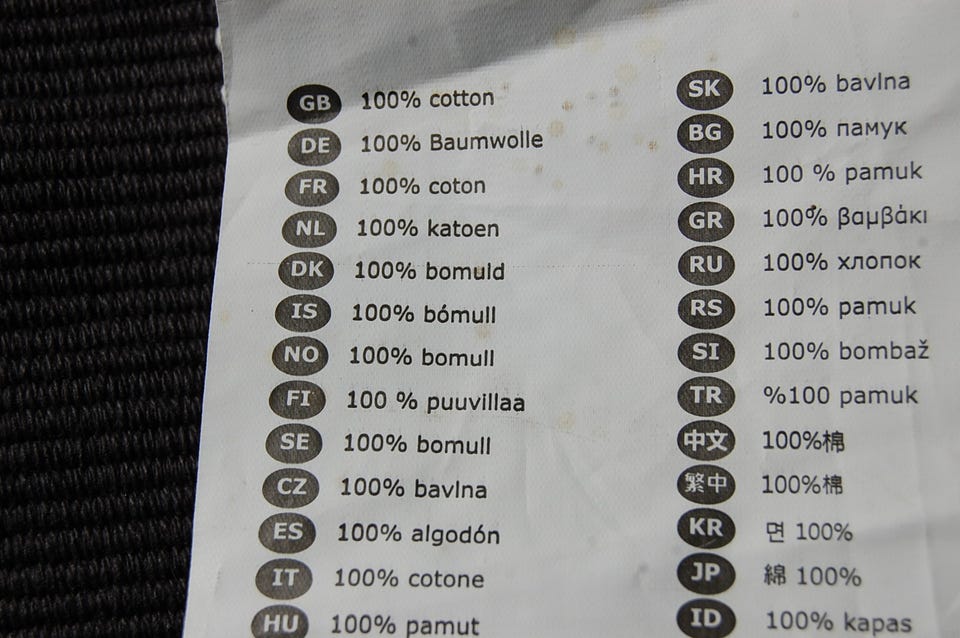 GB 100% cotton
DE 100% Baumwolle
FR 100% coton
NL 100% katoen
DK 100% bomuld
IS 100% bómull
NO 100% bomull
FI 100 % puuvillaa
SE 100% bomull
CZ 100% bavlna
ES 100% algodón
IT 100% cotone
HU 100% pamut
SK 100% bavlna
BG 100% памук
HR 100 % pamuk
GR 100% βαμβάκι
RU 100% хлопок
RS 100% pamuk
SI 100% bombaž
TR %100 pamuk
中文 100%棉
繁中 100%棉
KR 면 100%
JP 綿 100%
ID 100% kapas